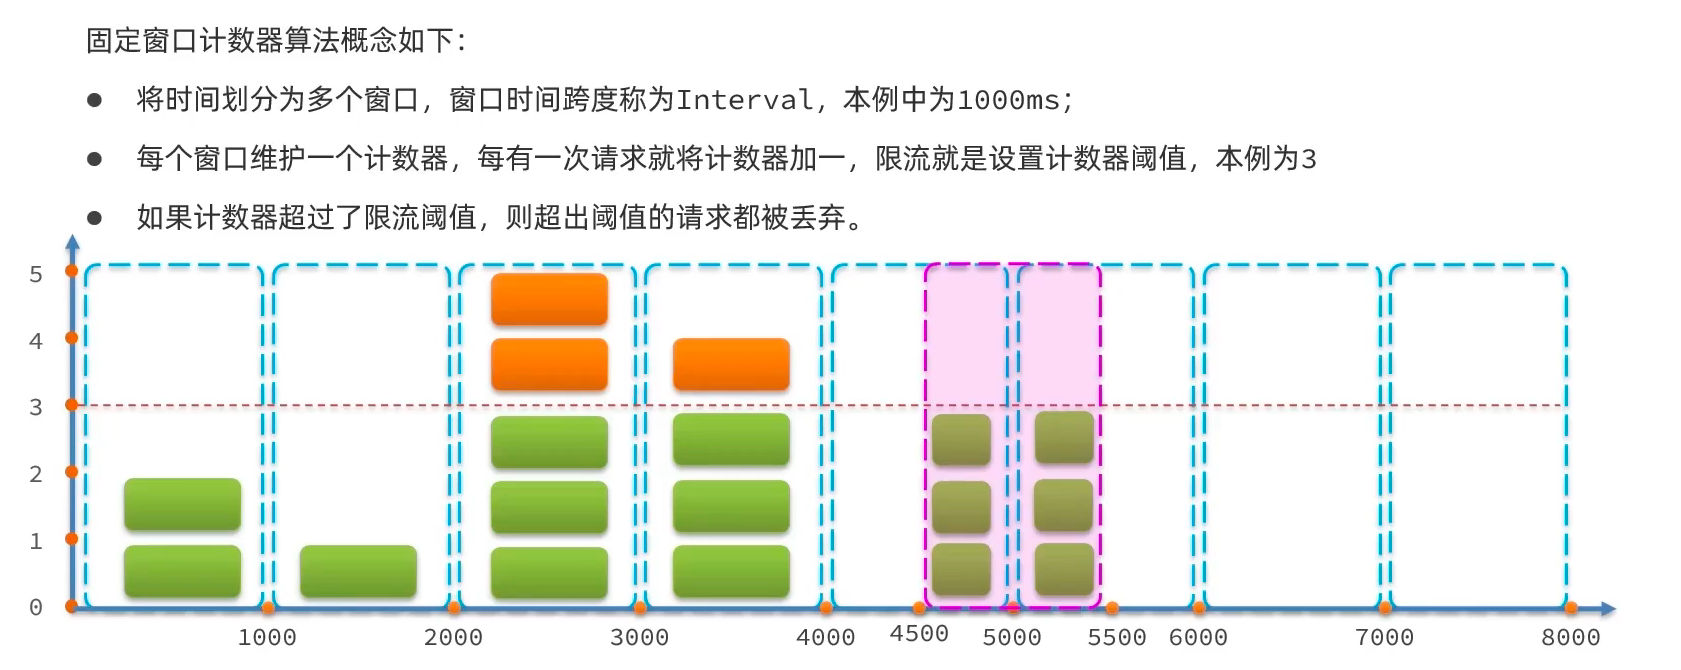 固定窗口计数器算法概念如下：
● 将时间划分为多个窗口，窗口时间跨度称为Interval，本例中为1000ms；
● 每个窗口维护一个计数器，每有一次请求就将计数器加一，限流就是设置计数器阈值，本例为3
● 如果计数器超过了限流阈值，则超出阈值的请求都被丢弃。
5
4
3
2
1
0
1000 2000 3000 4000 4500 5000 5500 6000 7000 8000